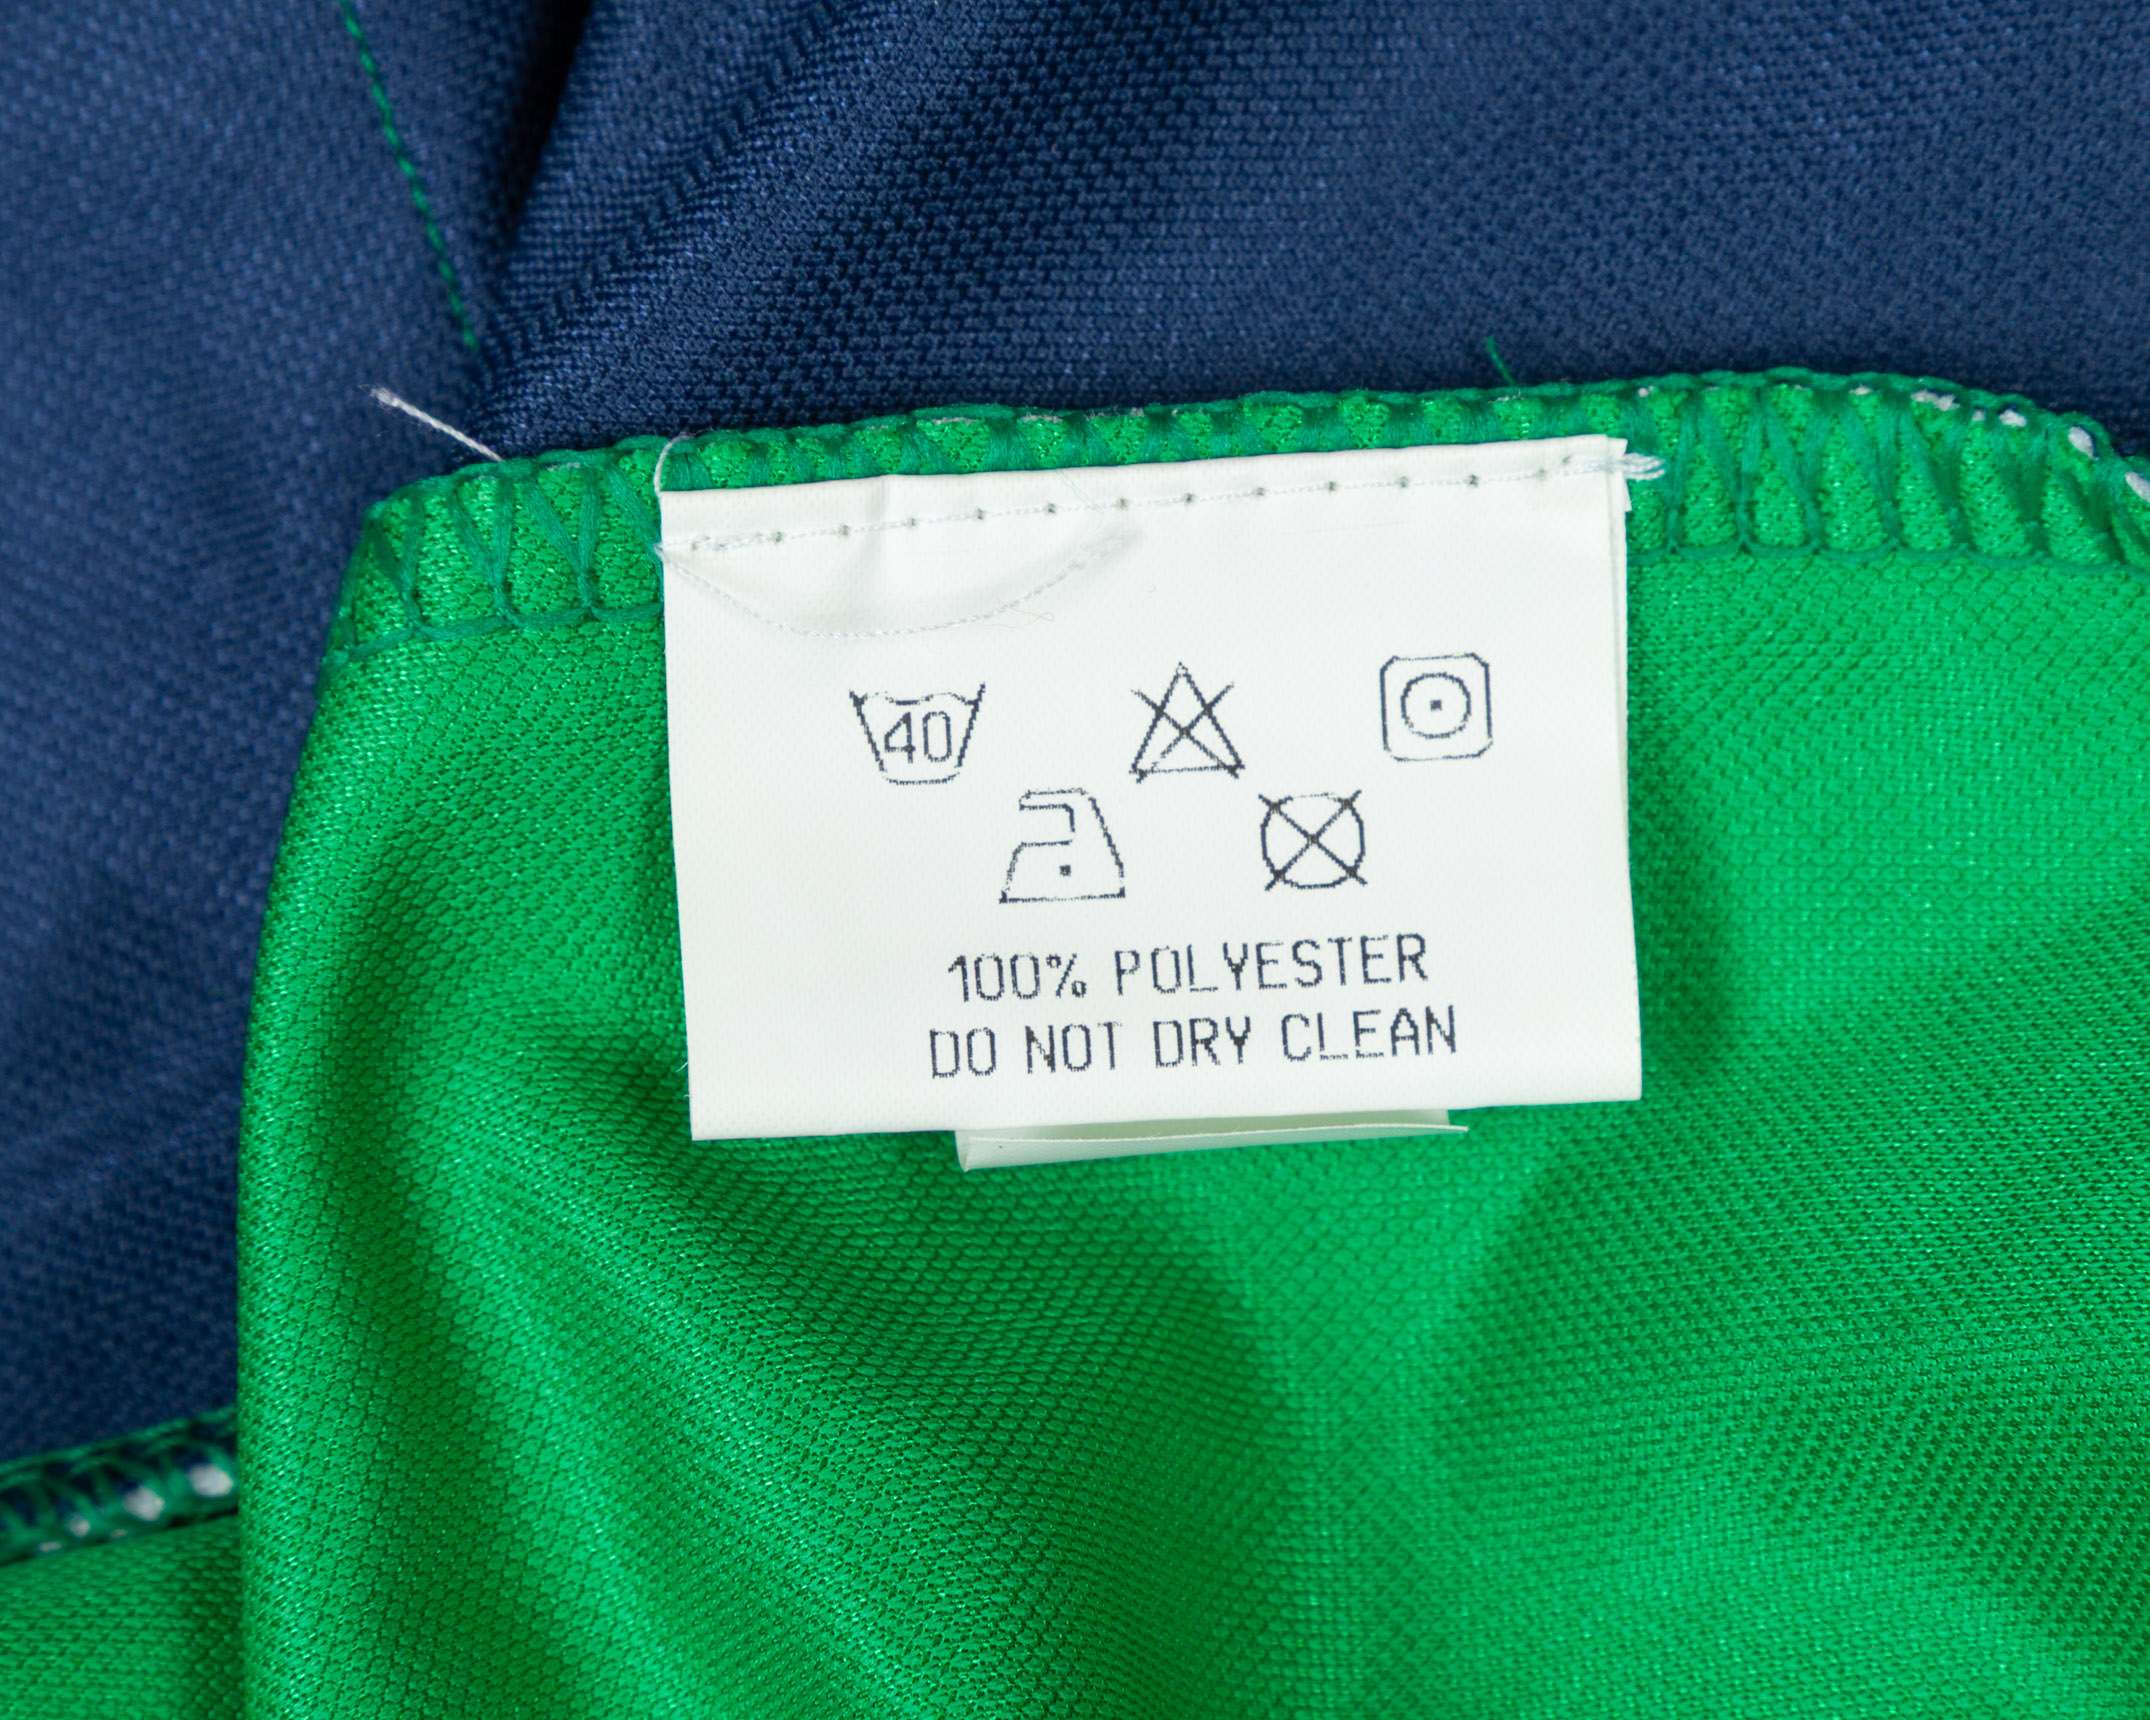 40
100% POLYESTER
DO NOT DRY CLEAN